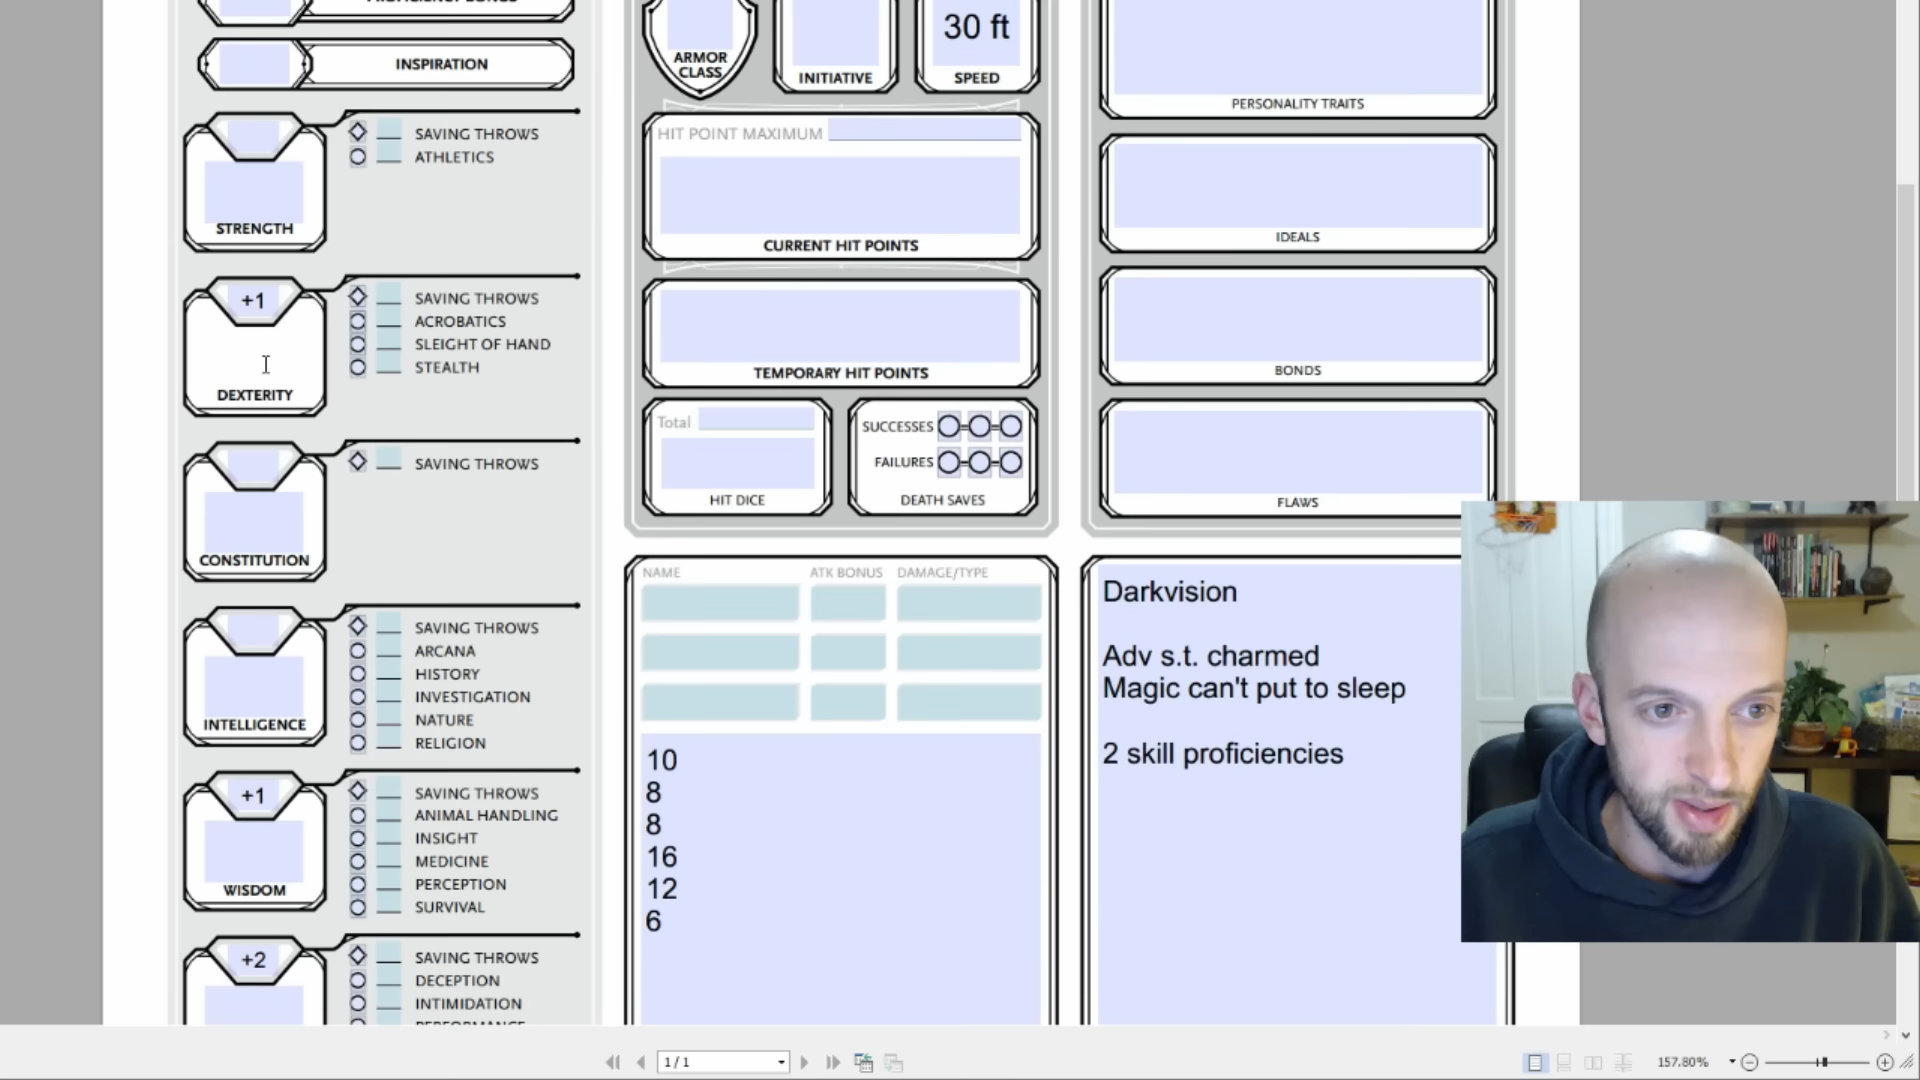 INSPIRATION
SAVING THROWS
ATHLETICS
STRENGTH
+1
SAVING THROWS
ACROBATICS
SLEIGHT OF HAND
STEALTH
DEXTERITY
SAVING THROWS
CONSTITUTION
SAVING THROWS
ARCANA
HISTORY
INVESTIGATION
NATURE
RELIGION
INTELLIGENCE
+1
SAVING THROWS
ANIMAL HANDLING
INSIGHT
MEDICINE
PERCEPTION
SURVIVAL
WISDOM
+2
SAVING THROWS
DECEPTION
INTIMIDATION
ARMOR
CLASS
INITIATIVE
30 ft
SPEED
HIT POINT MAXIMUM
CURRENT HIT POINTS
TEMPORARY HIT POINTS
Total
HIT DICE
SUCCESSES
FAILURES
DEATH SAVES
NAME ATK BONUS DAMAGE/TYPE
10
8
8
16
12
6
PERSONALITY TRAITS
IDEALS
BONDS
FLAWS
Darkvision
Adv s.t. charmed
Magic can't put to sleep
2 skill proficiencies
1 / 1
157.80%